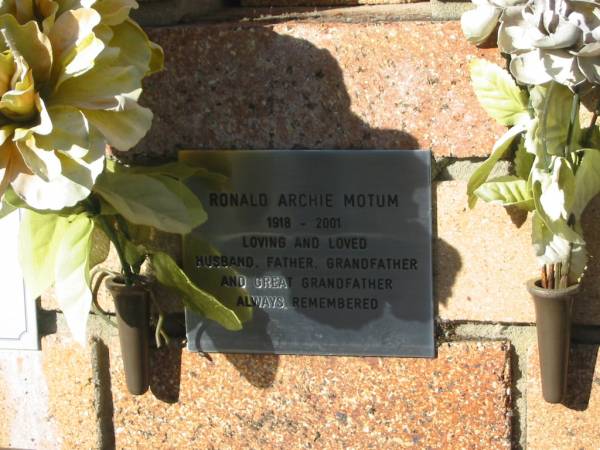 RONALD ARCHIE MOTUM
1918 - 2001
LOVING AND LOVED
HUSBAND, FATHER, GRANDFATHER
AND GREAT GRANDFATHER
ALWAYS REMEMBERED